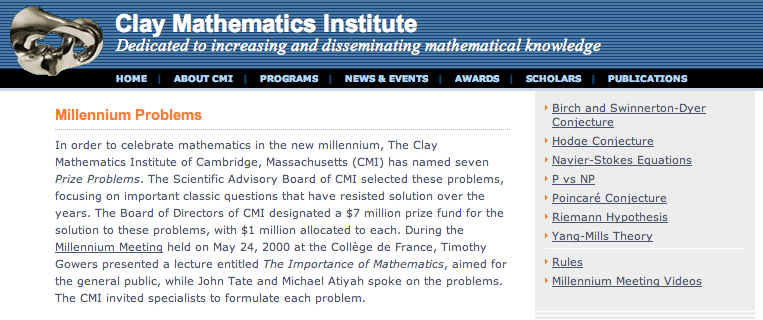 Clay Mathematics Institute
Dedicated to increasing and disseminating mathematical knowledge
HOME | ABOUT CMI | PROGRAMS | NEWS & EVENTS | AWARDS | SCHOLARS | PUBLICATIONS
Millennium Problems
In order to celebrate mathematics in the new millennium, The Clay
Mathematics Institute of Cambridge, Massachusetts (CMI) has named seven
Prize Problems. The Scientific Advisory Board of CMI selected these problems,
focusing on important classic questions that have resisted solution over the
years. The Board of Directors of CMI designated a $7 million prize fund for the
solution to these problems, with $1 million allocated to each. During the
Millennium Meeting held on May 24, 2000 at the Collège de France, Timothy
Gowers presented a lecture entitled The Importance of Mathematics, aimed for
the general public, while John Tate and Michael Atiyah spoke on the problems.
The CMI invited specialists to formulate each problem.
Birch and Swinnerton-Dyer
Conjecture
Hodge Conjecture
Navier-Stokes Equations
P vs NP
Poincaré Conjecture
Riemann Hypothesis
Yang-Mills Theory
Rules
Millennium Meeting Videos